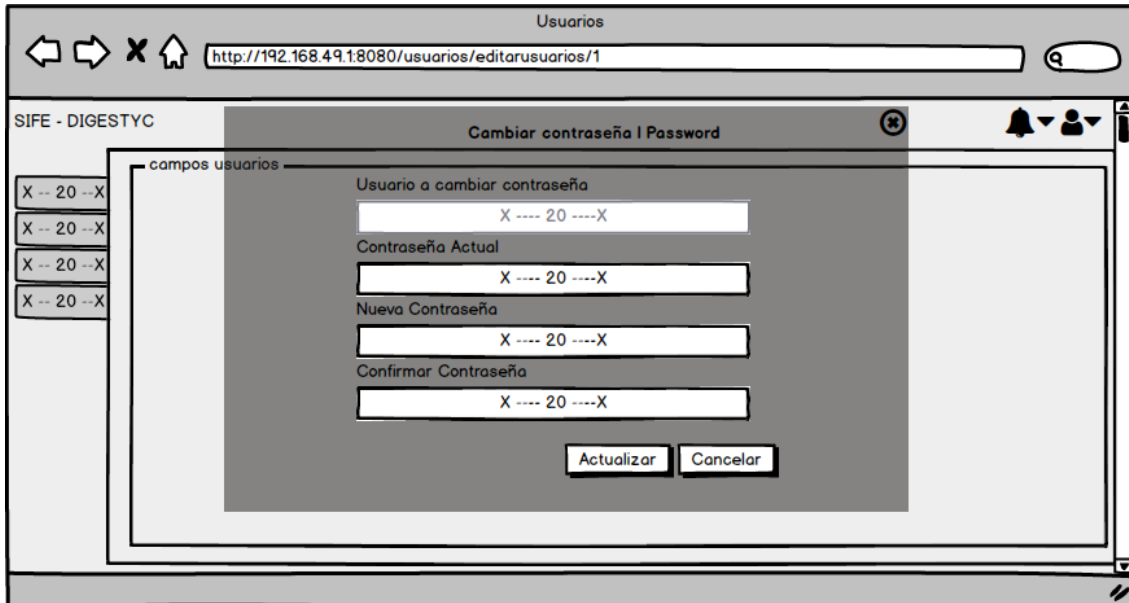 Usuarios
http://192.168.49.1:8080/usuarios/editarusuarios/1
SIFE - DIGESTYC
Cambiar contraseña | Password
campos usuarios
Usuario a cambiar contraseña
X ---- 20 ----X
Contraseña Actual
X ---- 20 ----X
Nueva Contraseña
X ---- 20 ----X
Confirmar Contraseña
X ---- 20 ----X
Actualizar Cancelar
X -- 20 --X
X -- 20 --X
X -- 20 --X
X -- 20 --X